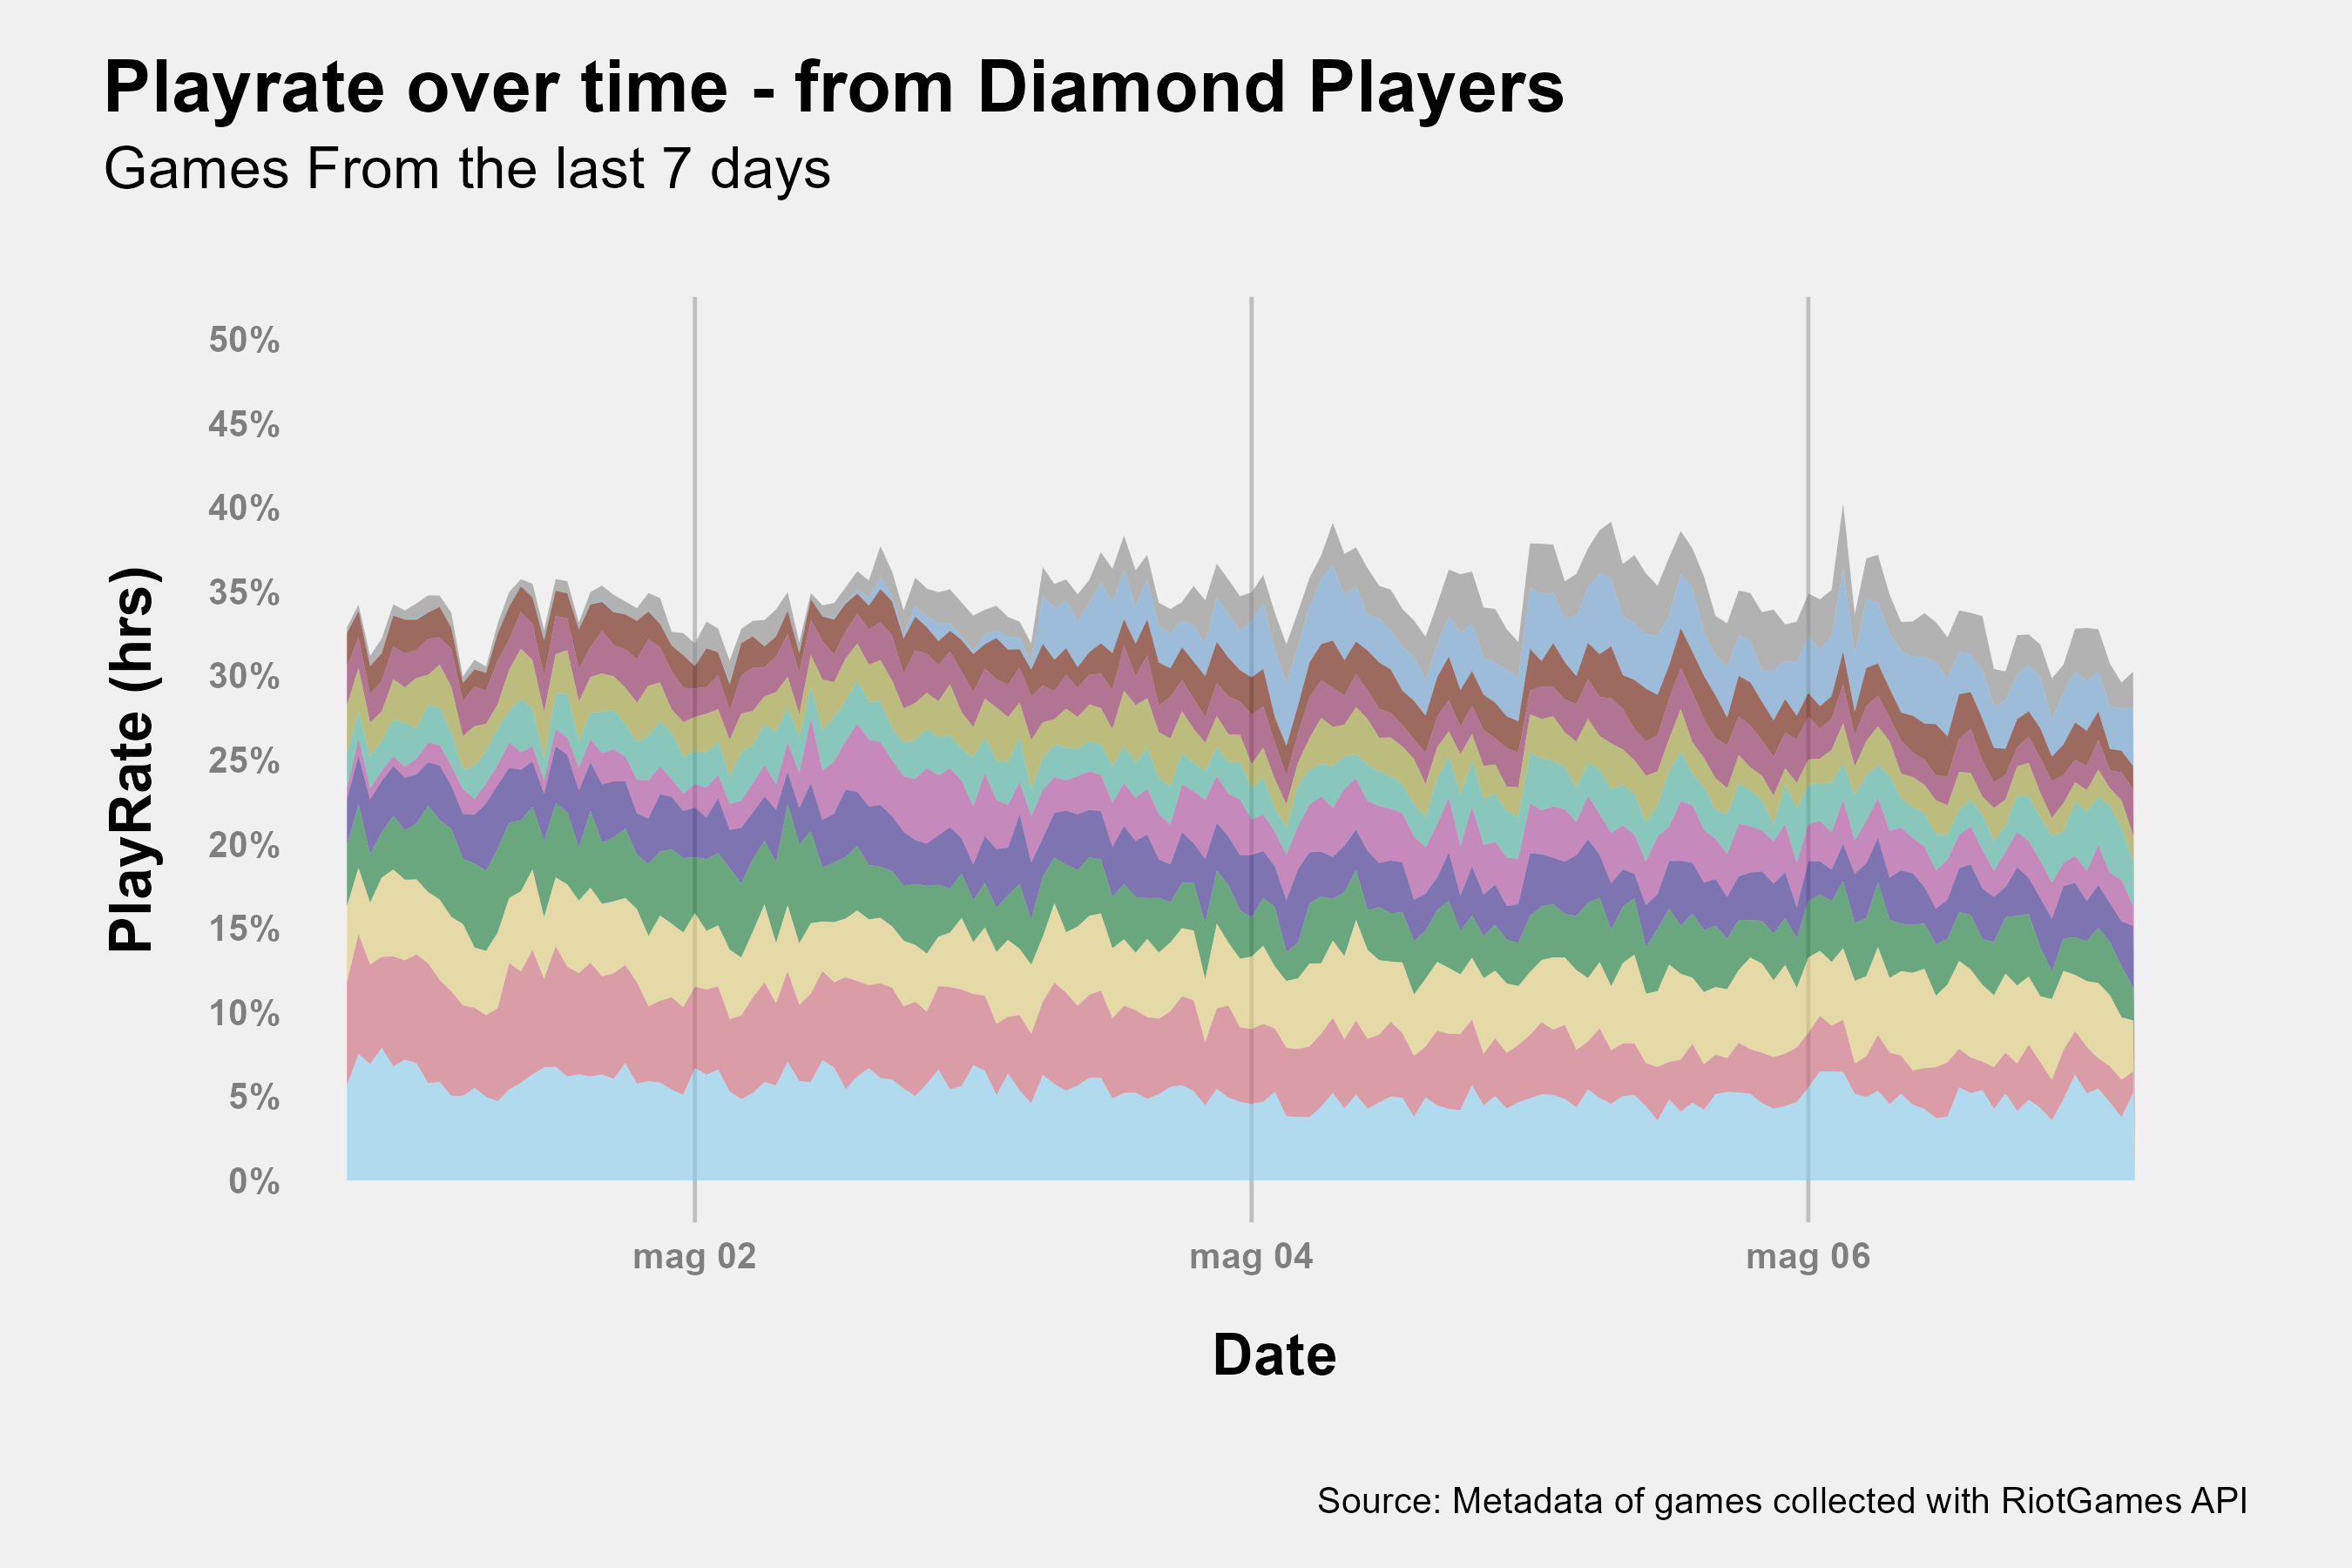 Playrate over time - from Diamond Players
Games From the last 7 days
PlayRate (hrs)
50%
45%
40%
35%
30%
25%
20%
15%
10%
5%
0%
mag 02
mag 04
mag 06
Date
Source: Metadata of games collected with RiotGames API